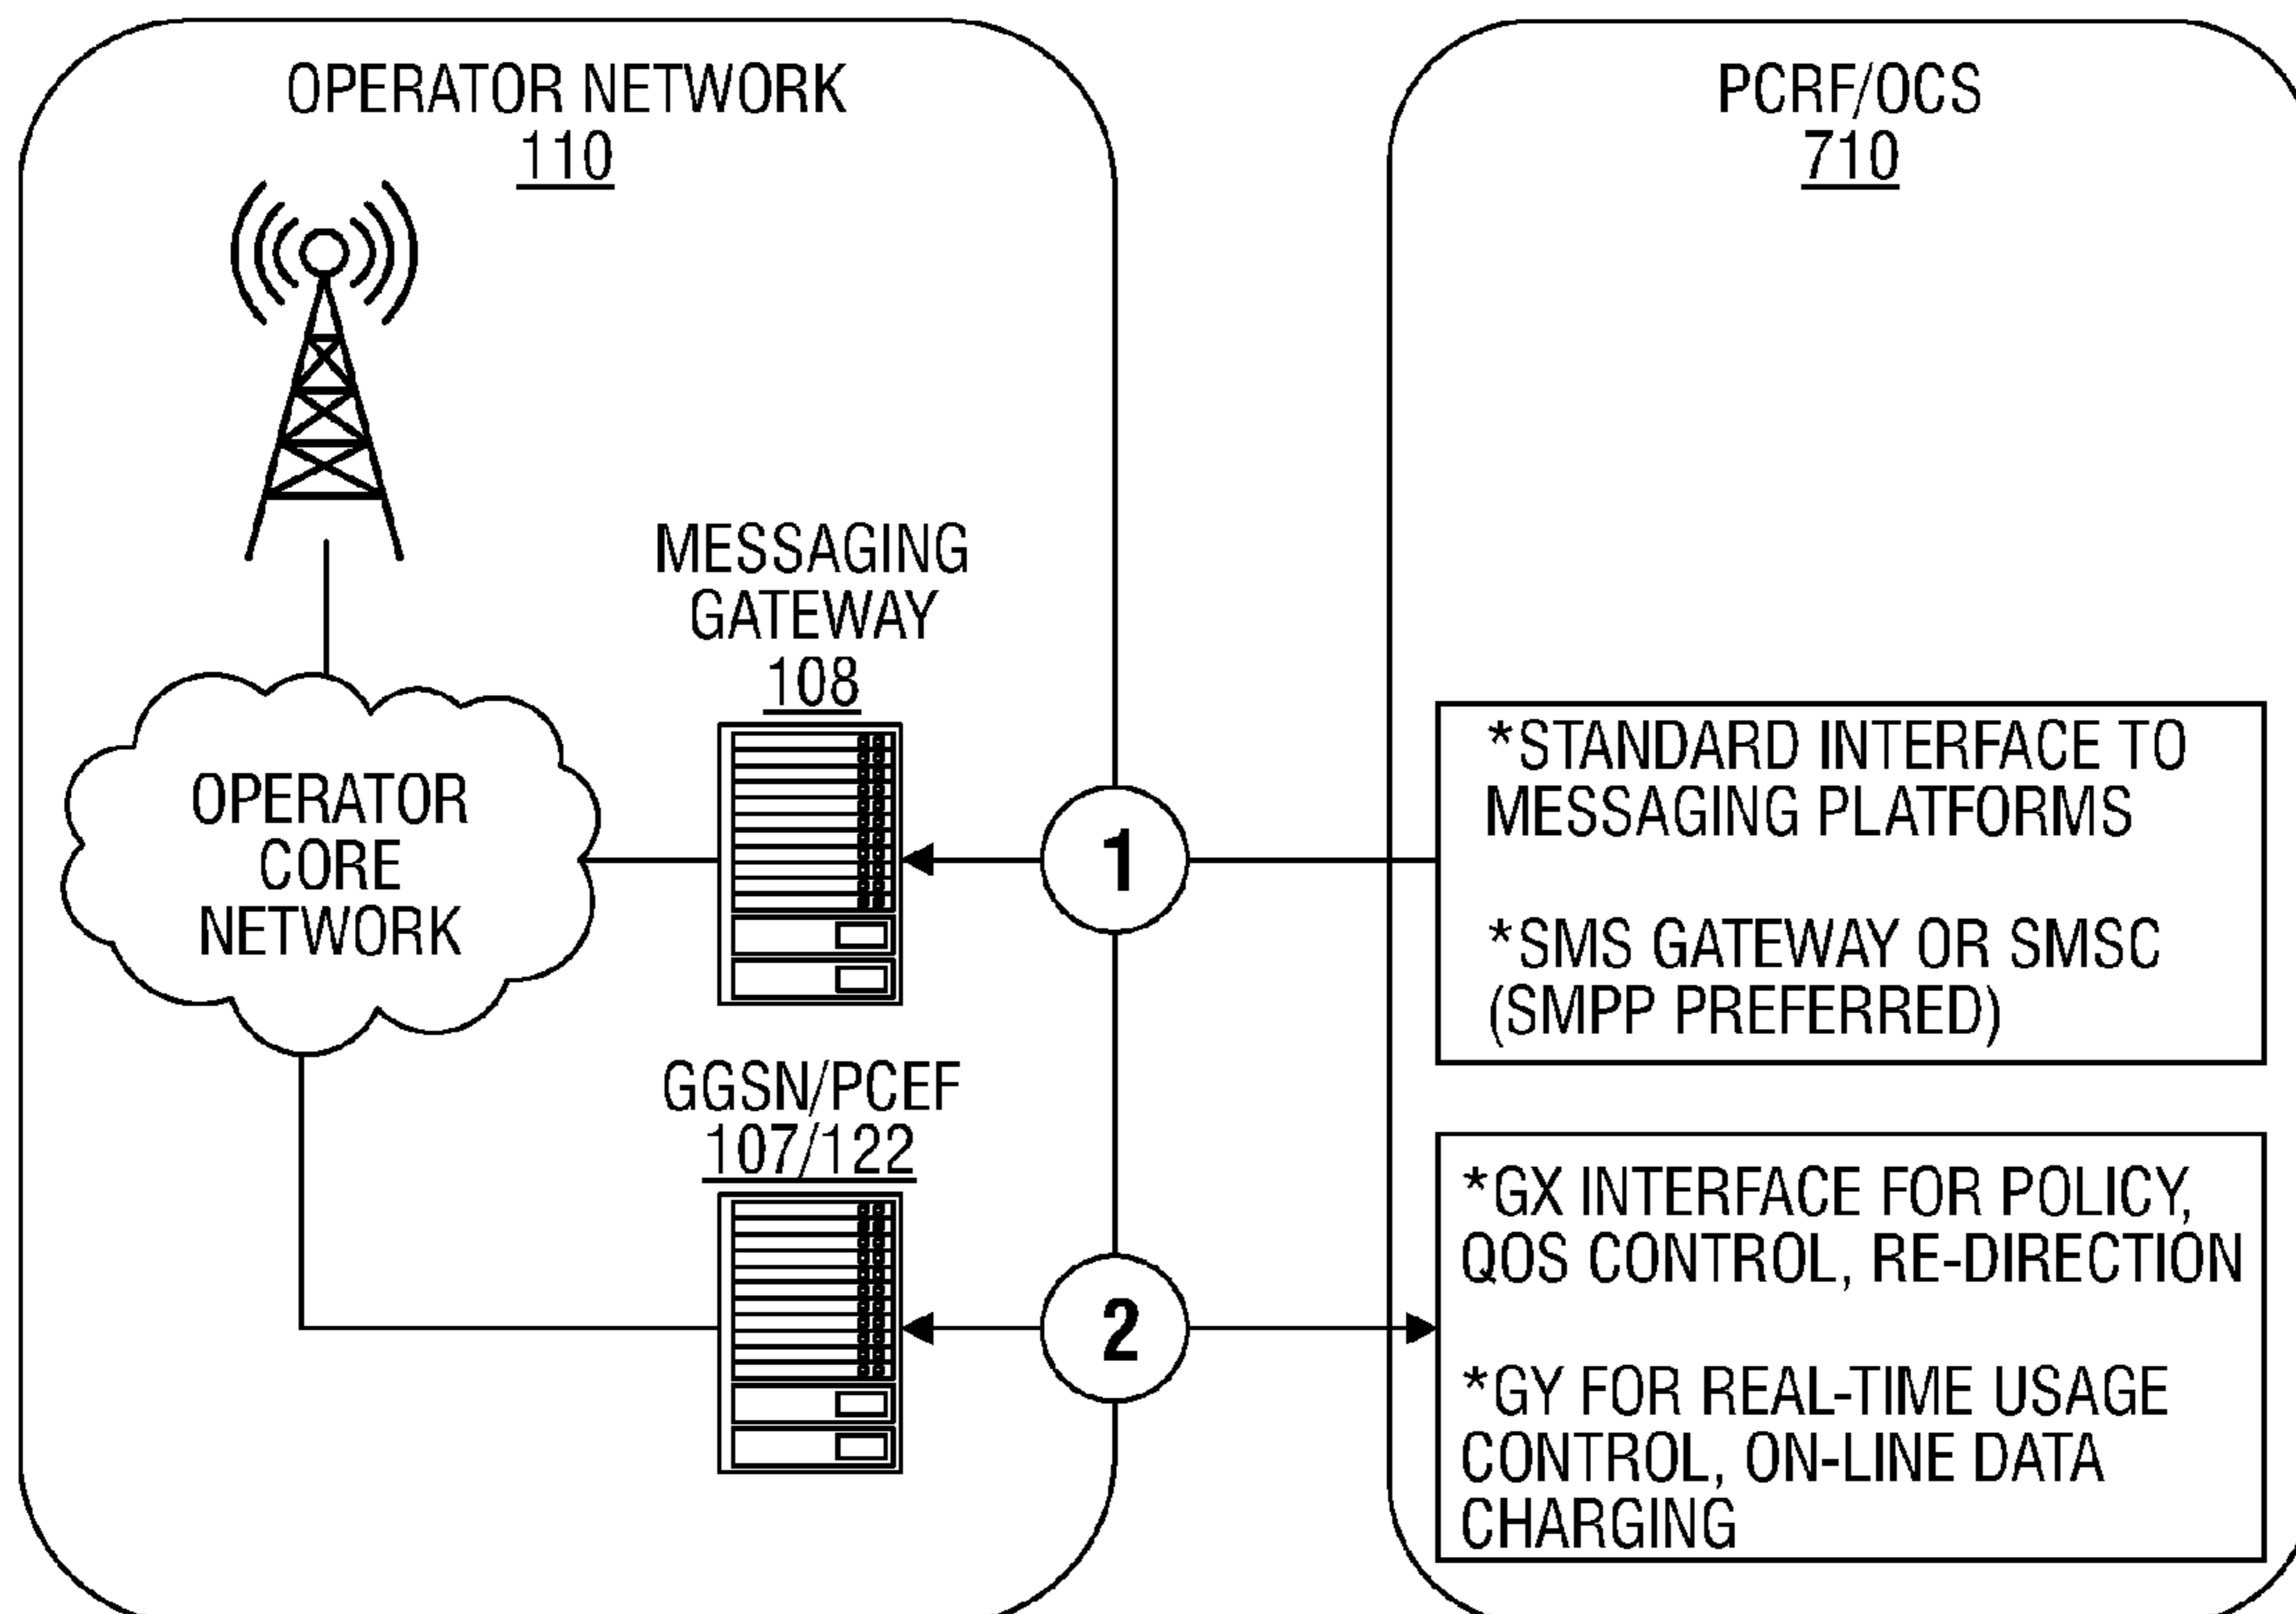 OPERATOR NETWORK
110
MESSAGING
GATEWAY
108
OPERATOR
CORE
NETWORK
GGSN/PCEF
107/122
1
2
PCRF/OCS
710
*STANDARD INTERFACE TO
MESSAGING PLATFORMS
*SMS GATEWAY OR SMSC
(SMPP PREFERRED)
*GX INTERFACE FOR POLICY,
QOS CONTROL, RE-DIRECTION
*GY FOR REAL-TIME USAGE
CONTROL, ON-LINE DATA
CHARGING